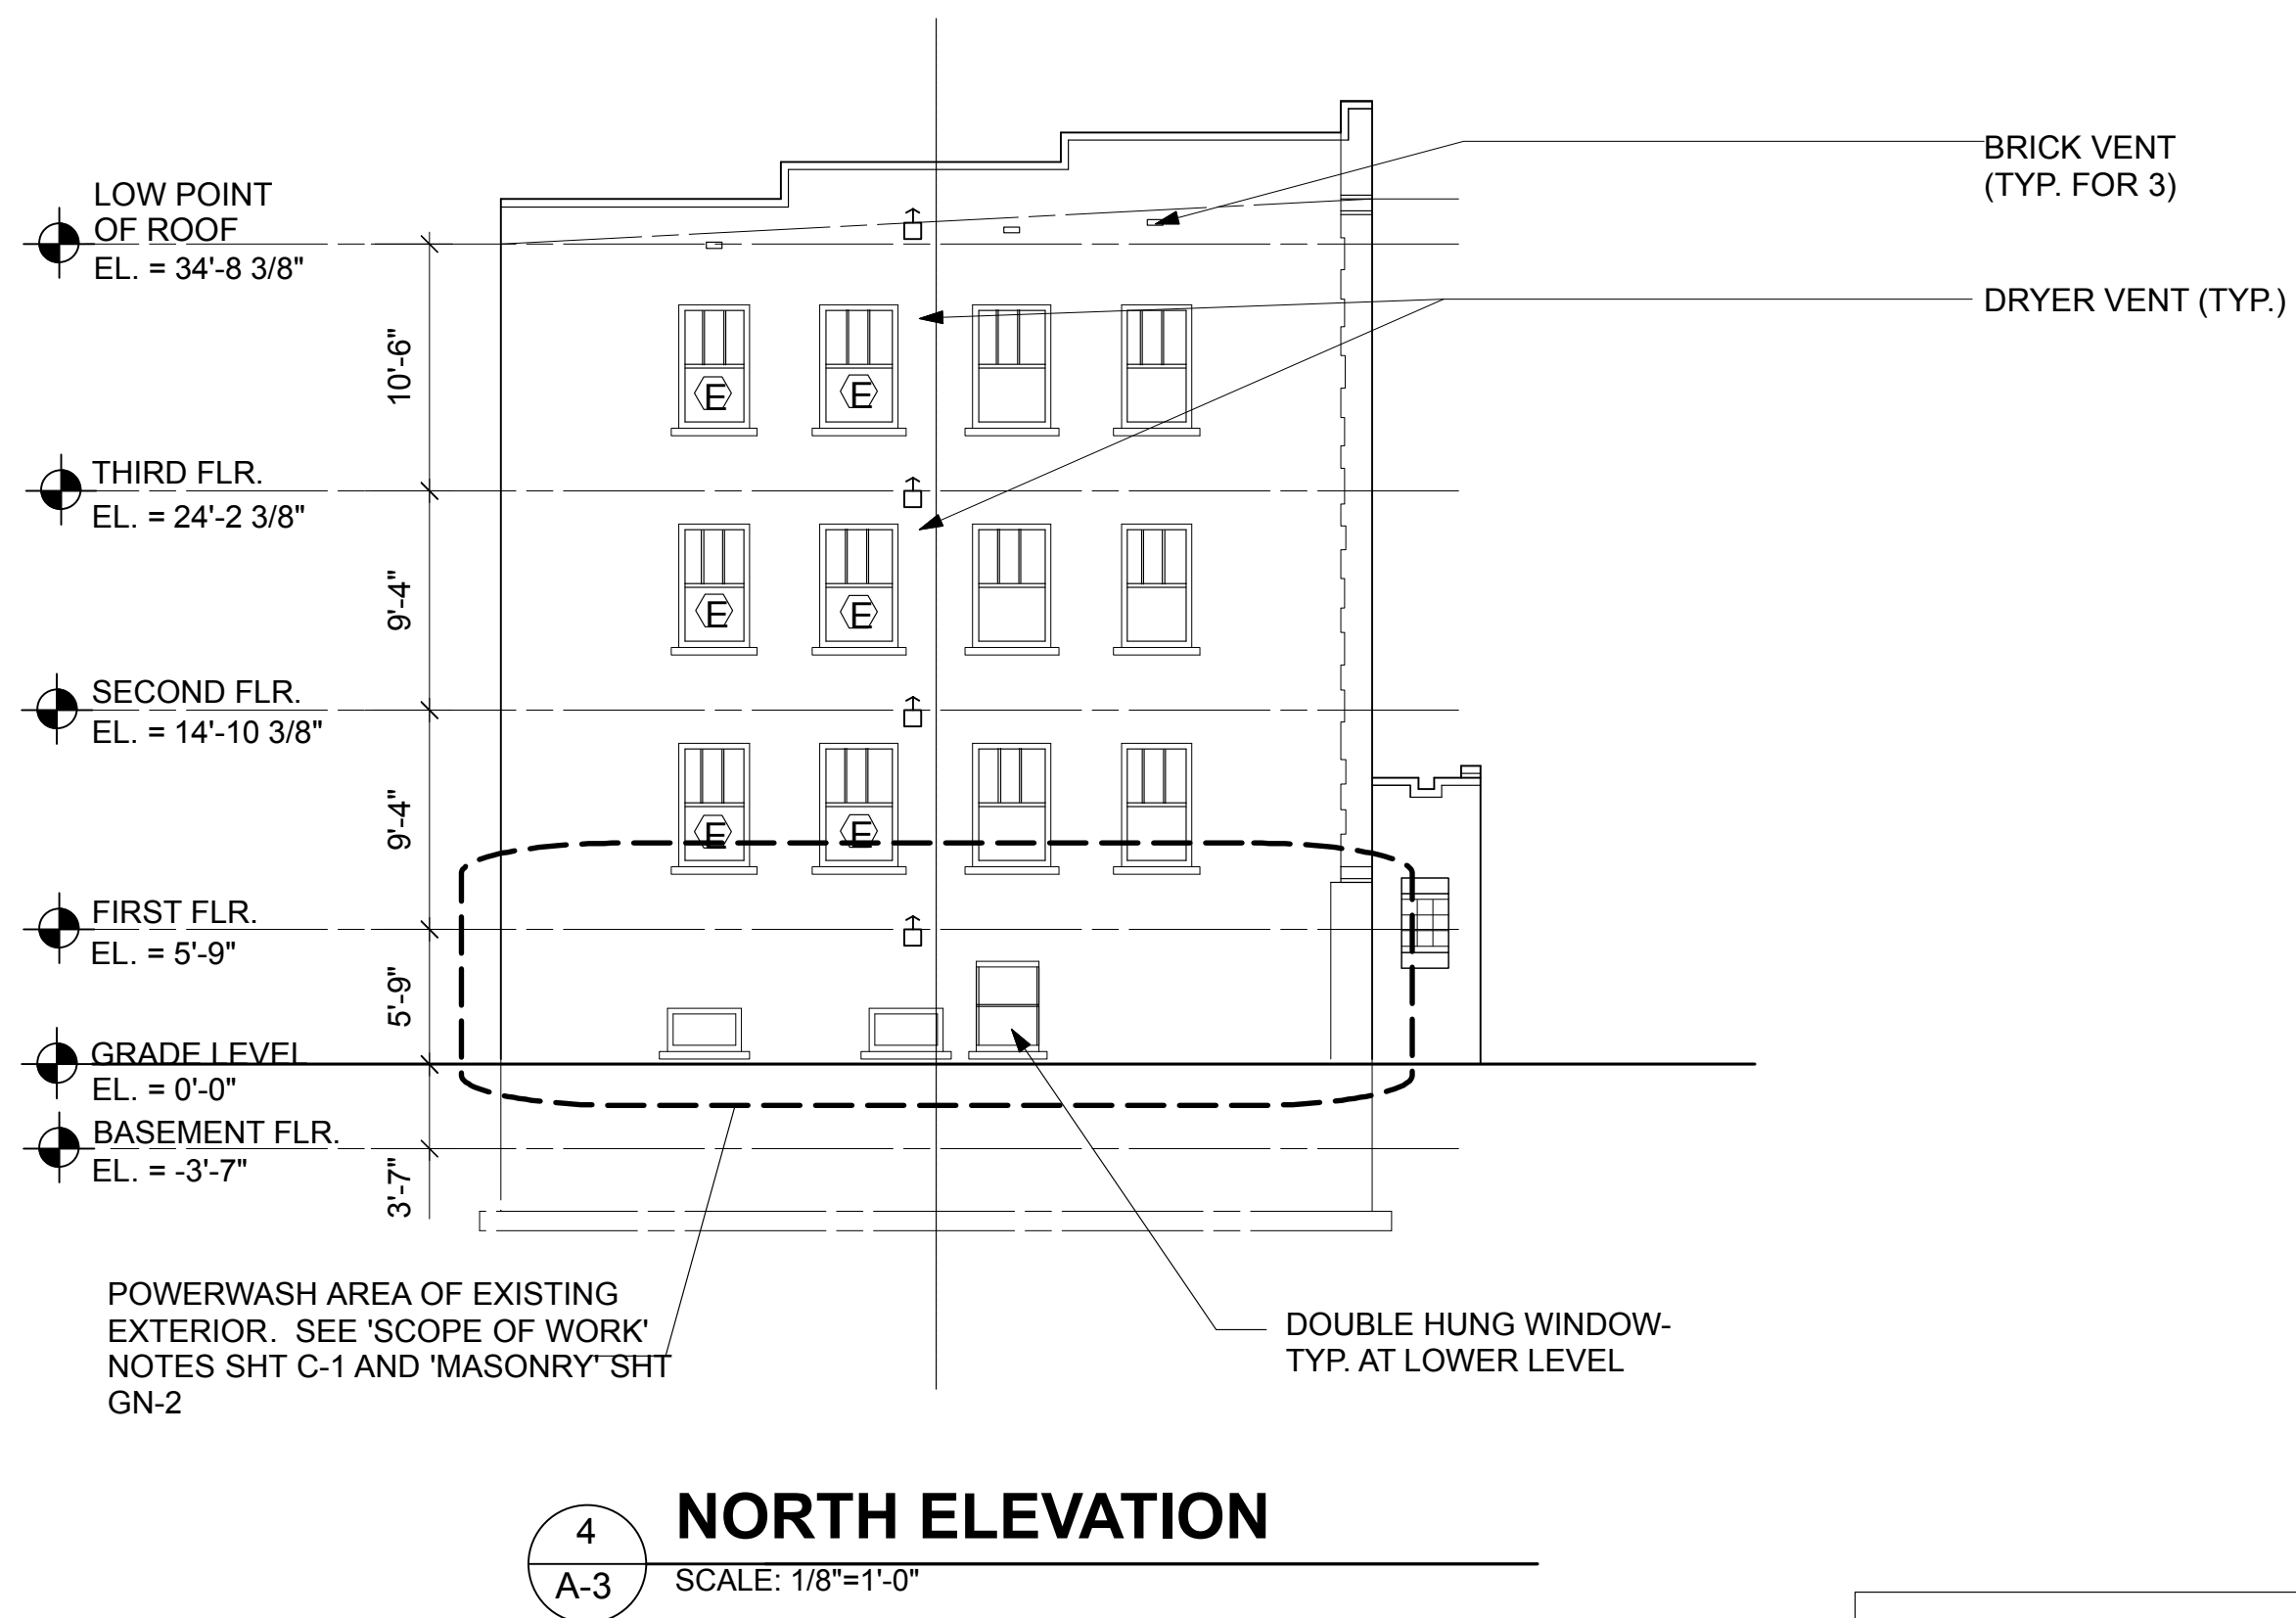 LOW POINT
OF ROOF
EL. = 34'-8 3/8"
BRICK VENT
(TYP. FOR 3)
DRYER VENT (TYP.)
10'-6"
E
E
THIRD FLR.
EL. = 24'-2 3/8"
9'-4"
E
E
SECOND FLR.
EL. = 14'-10 3/8"
9'-4"
E
E
FIRST FLR.
EL. = 5'-9"
5'-9"
GRADE LEVEL
EL. = 0'-0"
BASEMENT FLR.
EL. = -3'-7"
3'-7"
POWERWASH AREA OF EXISTING
EXTERIOR.  SEE 'SCOPE OF WORK'
NOTES SHT C-1 AND 'MASONRY' SHT
GN-2
DOUBLE HUNG WINDOW-
TYP. AT LOWER LEVEL
4
A-3
NORTH ELEVATION
SCALE: 1/8"=1'-0"